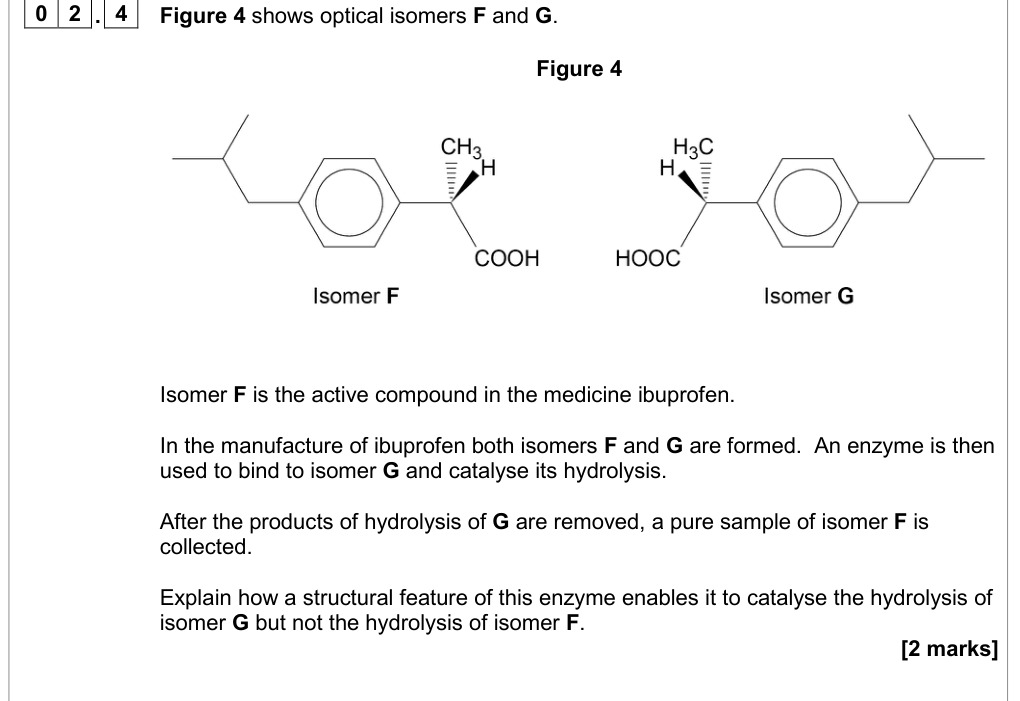 0 2 . 4 Figure 4 shows optical isomers F and G.
Figure 4
CH3
H
COOH
H3C
H
HOOC
Isomer F
Isomer G
Isomer F is the active compound in the medicine ibuprofen.
In the manufacture of ibuprofen both isomers F and G are formed. An enzyme is then
used to bind to isomer G and catalyse its hydrolysis.
After the products of hydrolysis of G are removed, a pure sample of isomer F is
collected.
Explain how a structural feature of this enzyme enables it to catalyse the hydrolysis of
isomer G but not the hydrolysis of isomer F.
[2 marks]